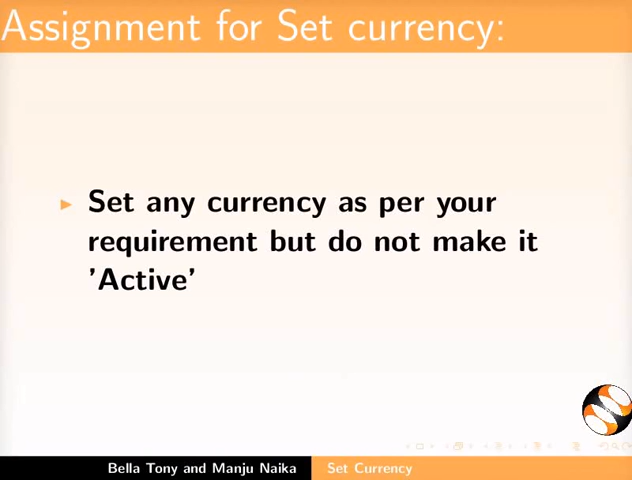 Assignment for Set currency:
Set any currency as per your
requirement but do not make it
'Active'
Bella Tony and Manju Naika
Set Currency